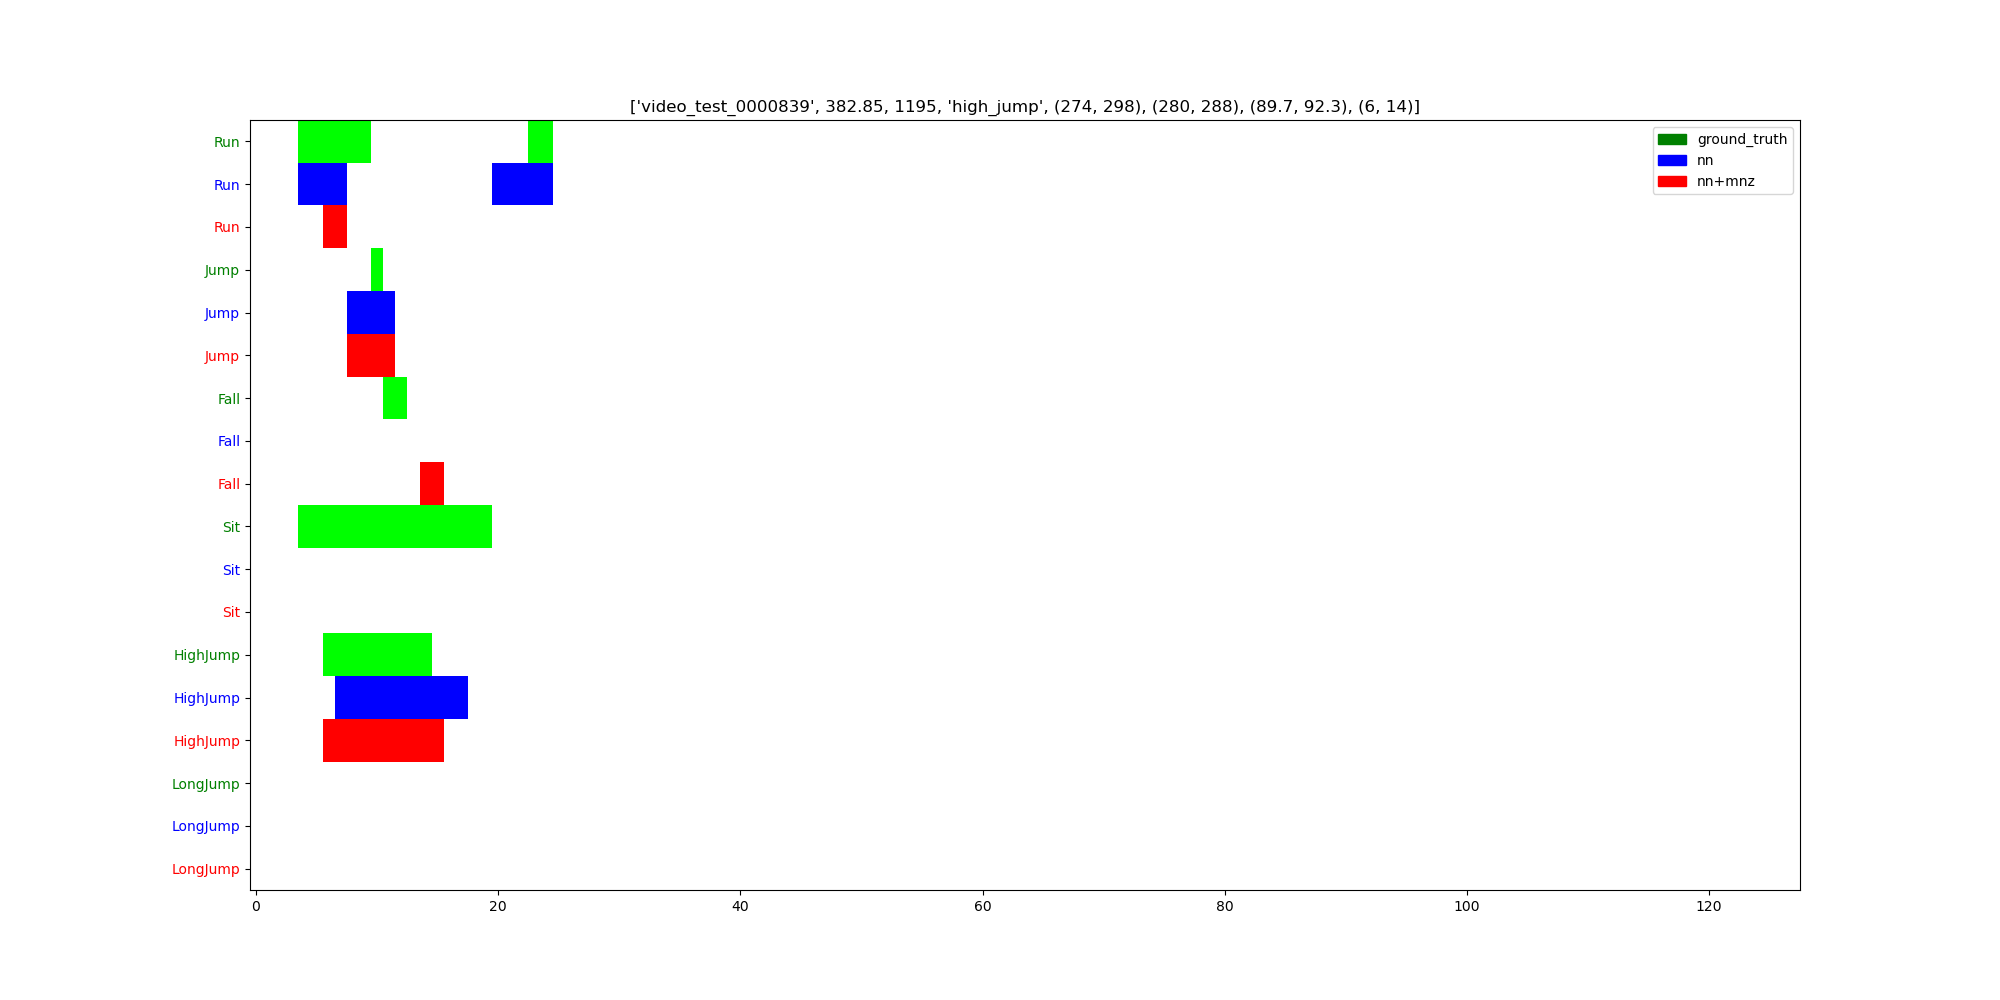 ['video_test_0000839', 382.85, 1195, 'high_jump', (274, 298), (280, 288), (89.7, 92.3), (6, 14)]
ground_truth
nn
nn+mnz
Run
Run
Run
Jump
Jump
Jump
Fall
Fall
Fall
Sit
Sit
Sit
HighJump
HighJump
HighJump
LongJump
LongJump
LongJump
0 20 40 60 80 100 120